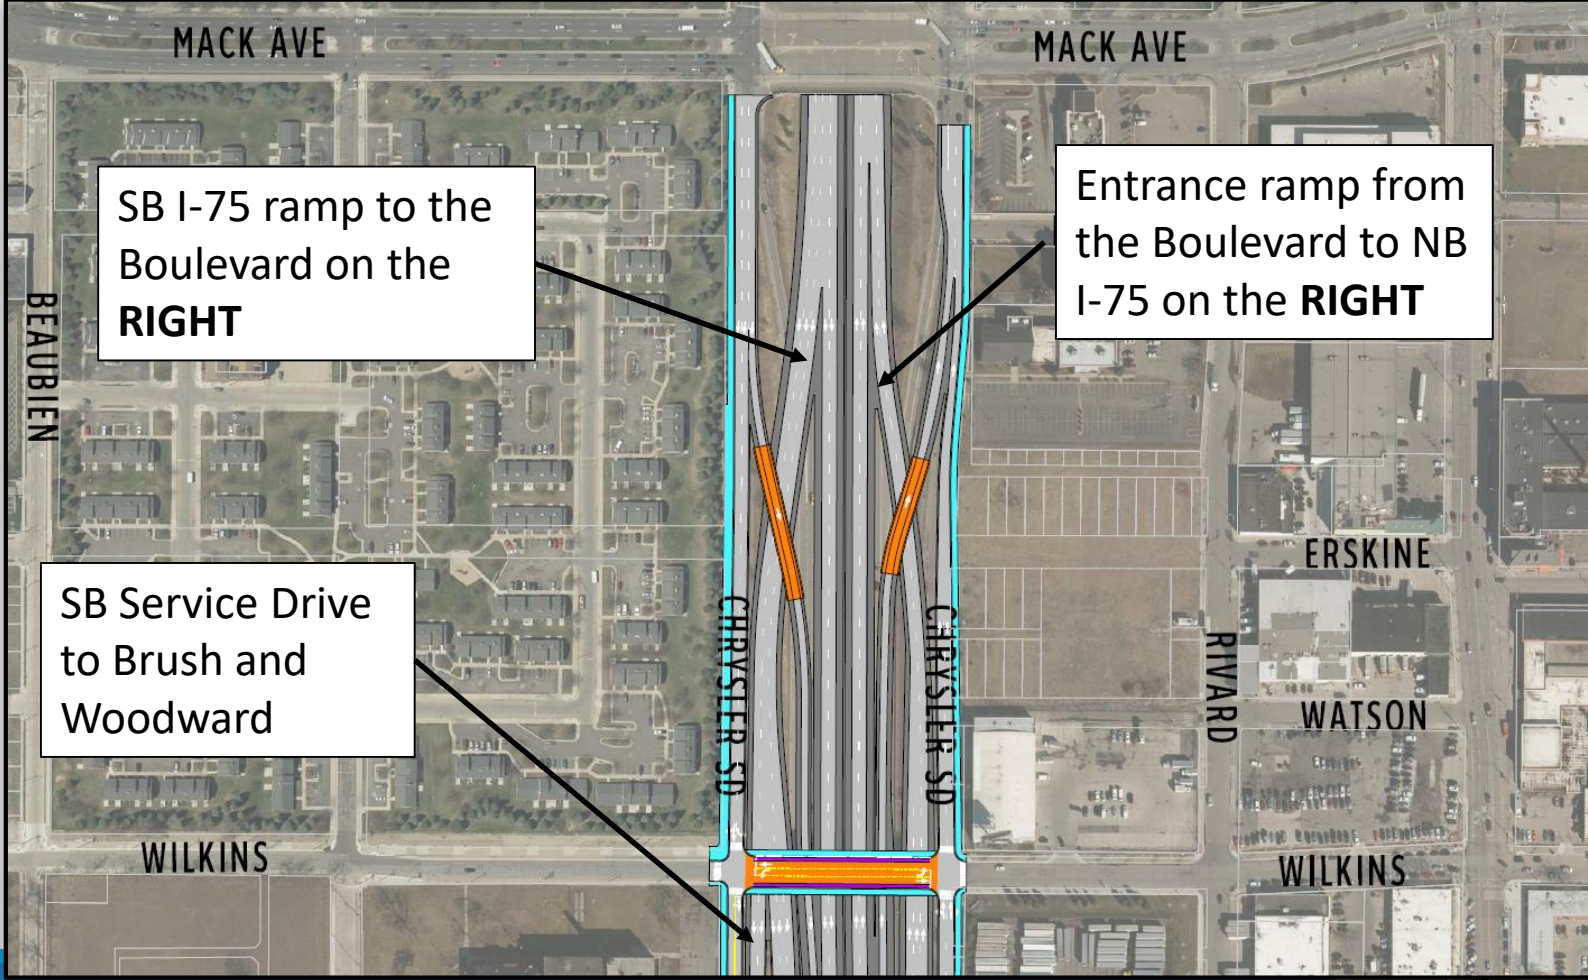 MACK AVE
MACK AVE
SB I-75 ramp to the
Boulevard on the
RIGHT
Entrance ramp from
the Boulevard to NB
I-75 on the RIGHT
BEAUBIEN
ERSKINE
SB Service Drive
to Brush and
Woodward
CHRYSLER SD
CHRYSLER SD
RIVARD
WATSON
WILKINS
WILKINS